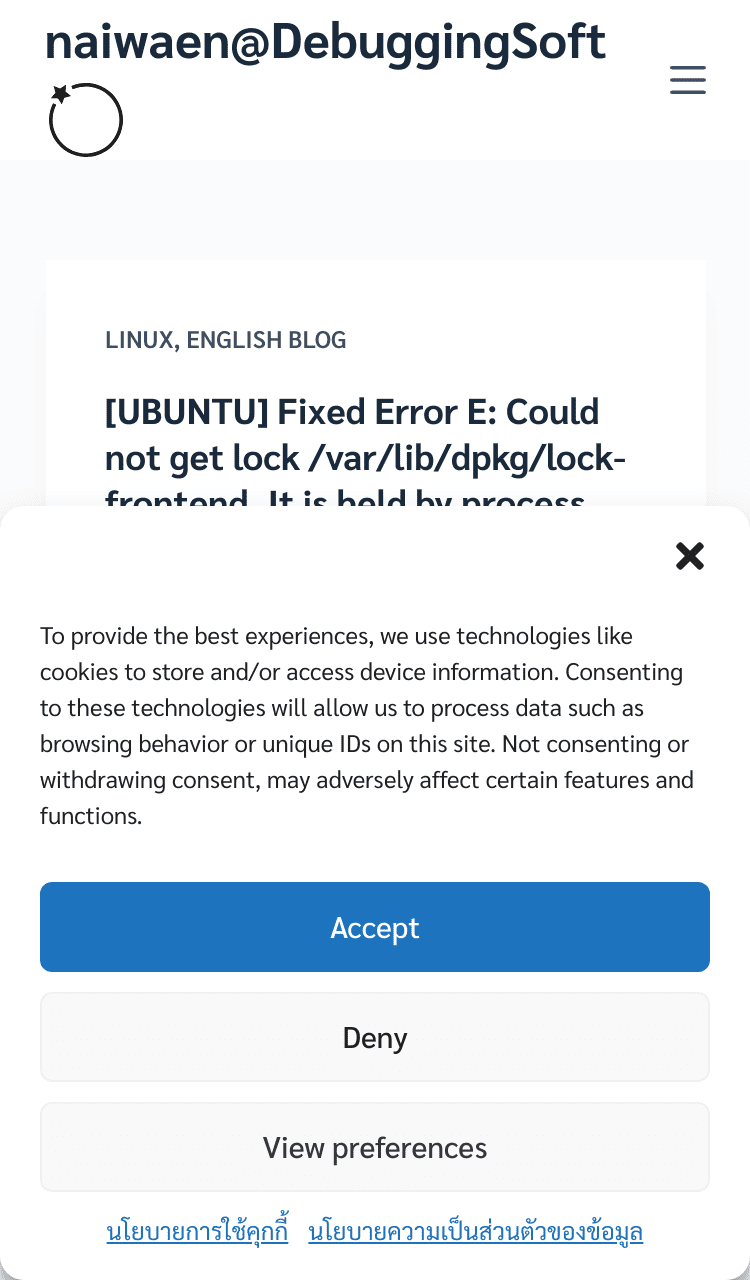 naiwaen@DebuggingSoft
LINUX, ENGLISH BLOG
[UBUNTU] Fixed Error E: Could
not get lock /var/lib/dpkg/lock-
frontend. It is held by process
To provide the best experiences, we use technologies like
cookies to store and/or access device information. Consenting
to these technologies will allow us to process data such as
browsing behavior or unique IDs on this site. Not consenting or
withdrawing consent, may adversely affect certain features and
functions.
Accept
Deny
View preferences
นโยบายการใช้คุกกี้ นโยบายความเป็นส่วนตัวของข้อมูล